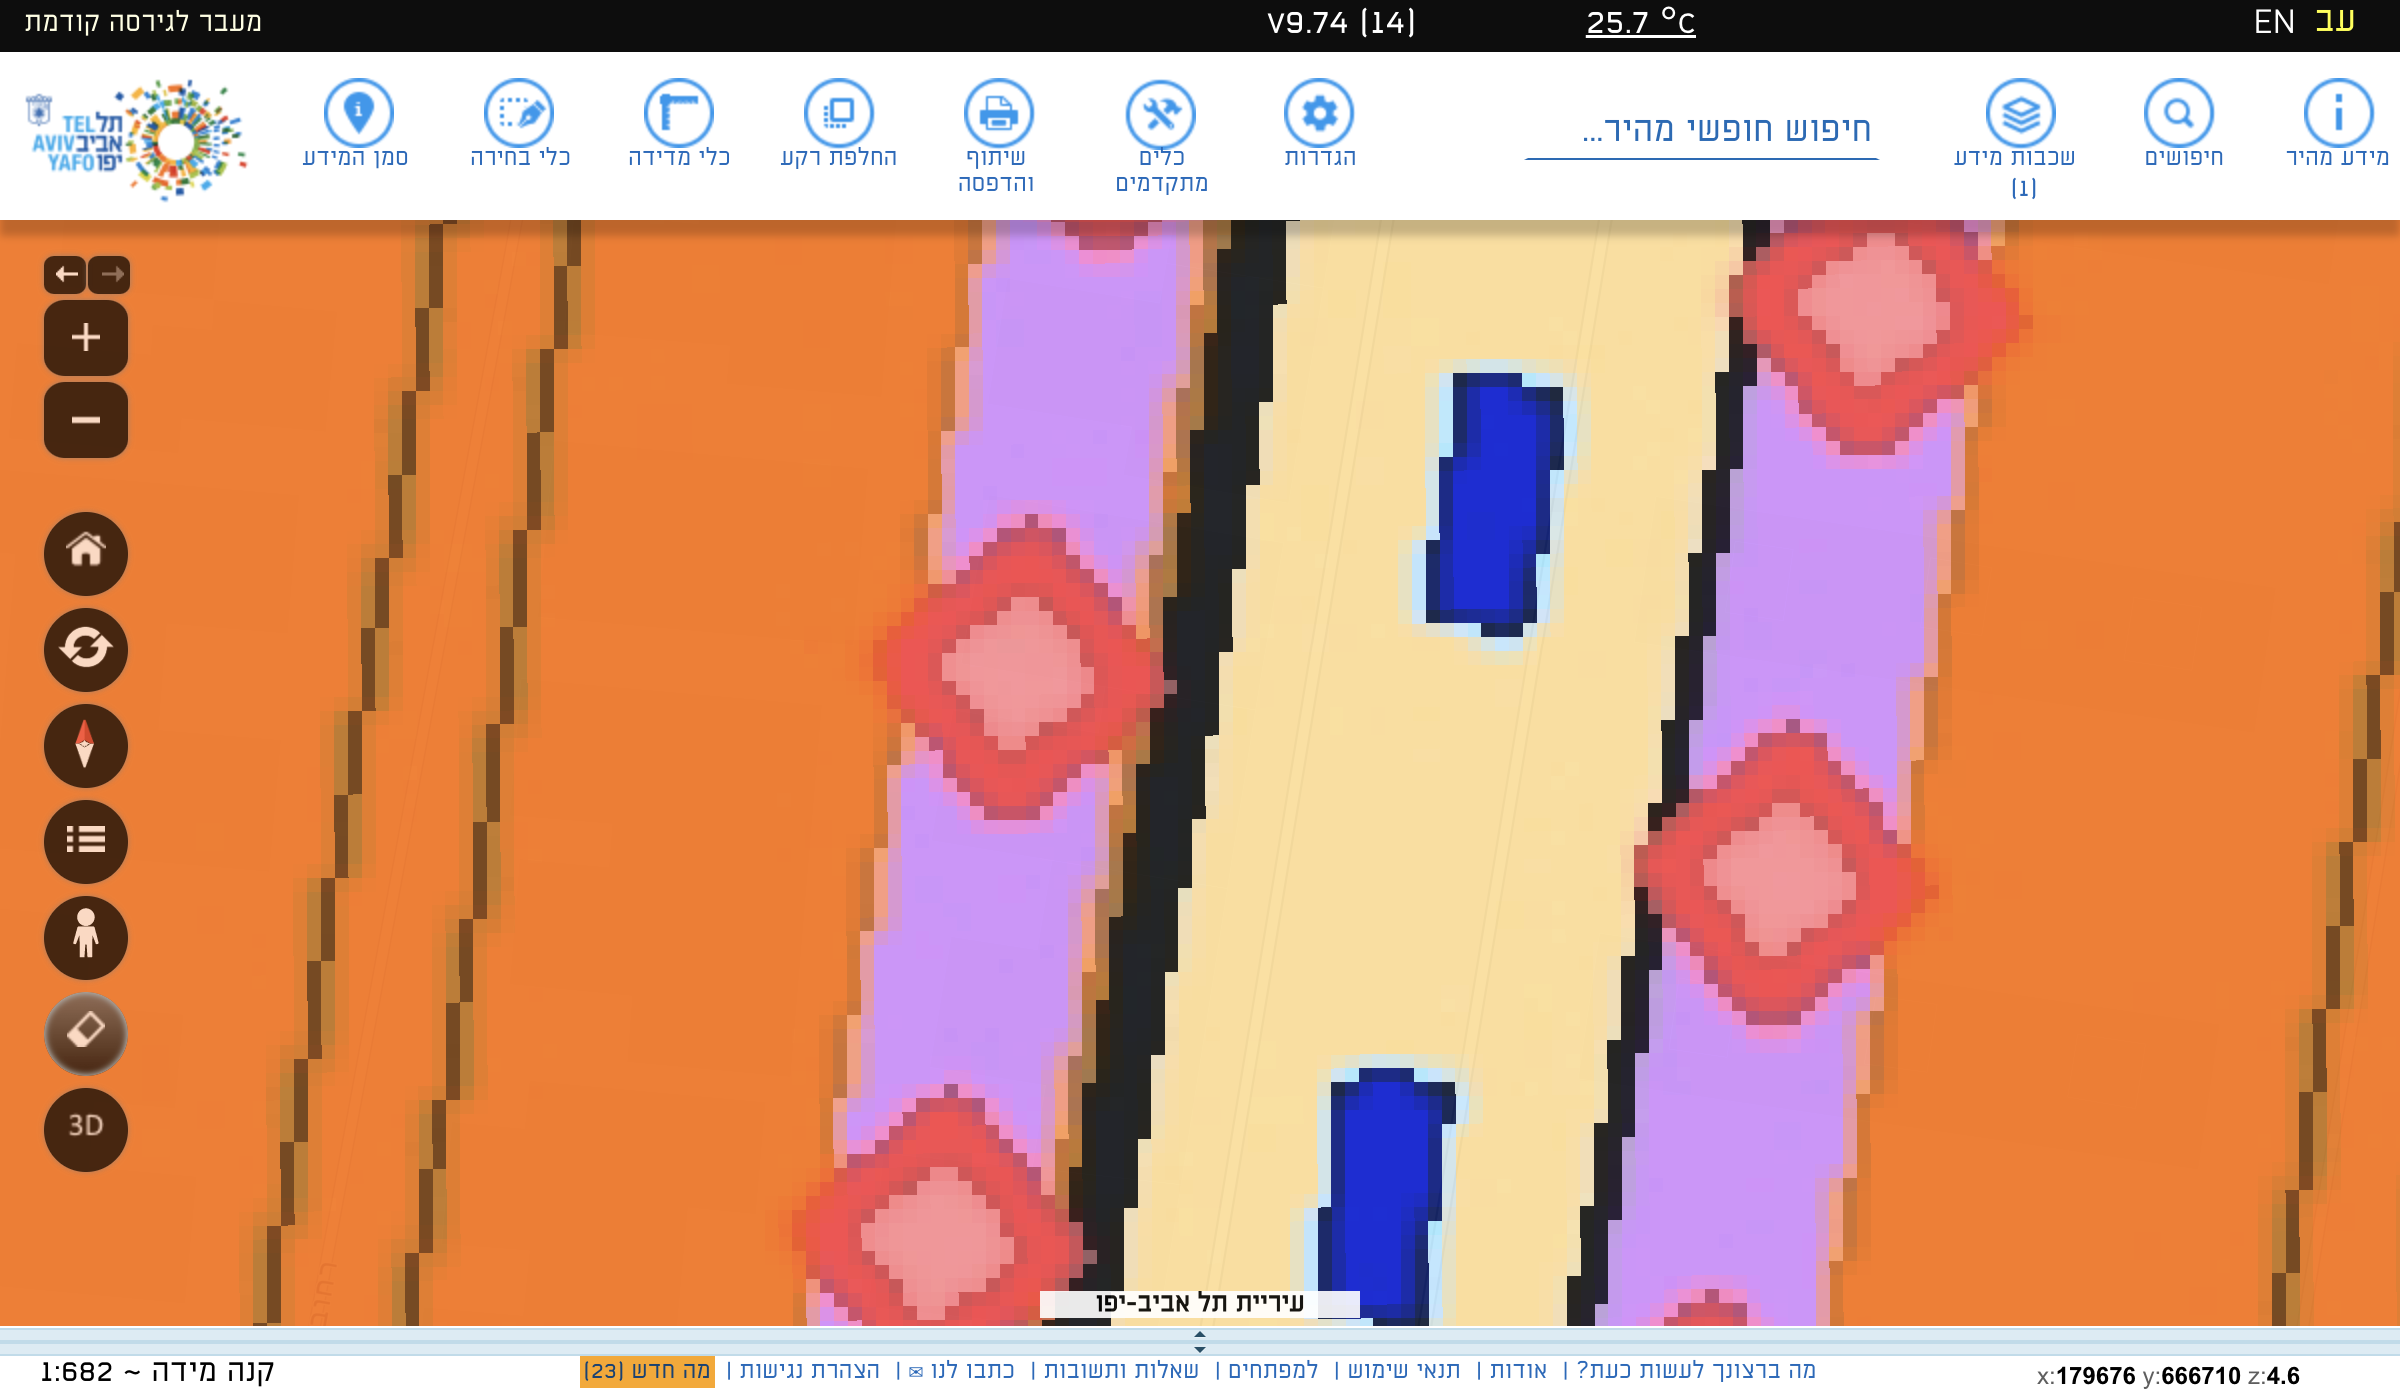 עב EN
25.7 °C
V9.74 (14)
מעבר לגירסה קודמת
מידע מהיר
חיפושים
שכבות מידע
(1)
חיפוש חופשי מהיר...
הגדרות
כלים
מתקדמים
שיתוף
והדפסה
החלפת רקע
כלי מדידה
כלי בחירה
סמן המידע
TEL תל
AVIV אביב
YAFO יפו
3D
רחוב
עיריית תל אביב-יפו
מה ברצונך לעשות כעת? | אודות | תנאי שימוש | למפתחים | שאלות ותשובות | כתבו לנו ✉ | הצהרת נגישות | מה חדש (23)
קנה מידה ~ 1:682
x:179676 y:666710 z:4.6